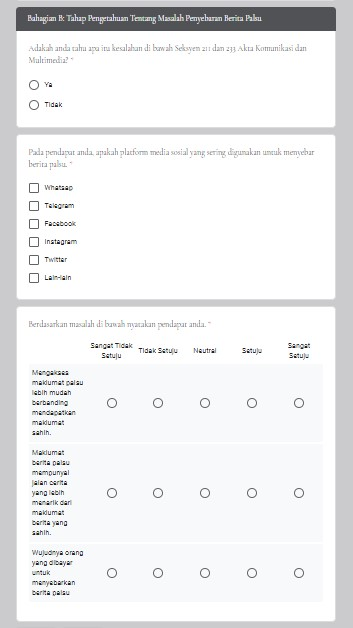 Bahagian B: Tahap Pengetahuan Tentang Masalah Penyebaran Berita Palsu
Adakah anda tahu apa itu kesalahan di bawah Seksyen 211 dan 233 Akta Komunikasi dan
Multimedia? *
Ya
Tidak
Pada pendapat anda, apakah platform media sosial yang sering digunakan untuk menyebar
berita palsu. *
Whatsap
Telegram
Facebook
Instagram
Twitter
Lain-lain
Berdasarkan masalah di bawah nyatakan pendapat anda. *
Sangat Tidak Setuju
Tidak Setuju
Neutral
Setuju
Sangat Setuju
Mengakses
maklumat palsu
lebih mudah
berbanding
mendapatkan
maklumat
sahih.
Maklumat
berita palsu
mempunyai
jalan cerita
yang lebih
menarik dari
maklumat
berita yang
sahih.
Wujudnya orang
yang dibayar
untuk
menyebarkan
berita palsu